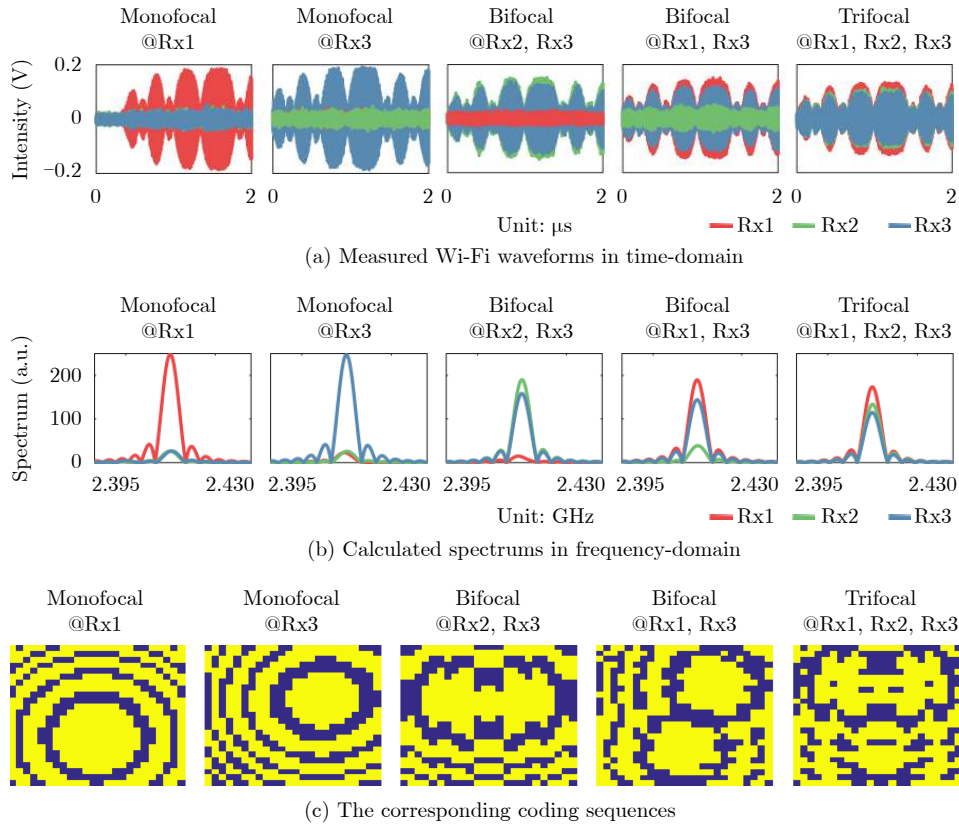 Monofocal Monofocal Bifocal Bifocal Trifocal
@Rx1 @Rx3 @Rx2, Rx3 @Rx1, Rx3 @Rx1, Rx2, Rx3
Intensity (V)
0.2
0
−0.2
0 2 0 2 0 2 0 2 0 2
Unit: μs Rx1 Rx2 Rx3
(a) Measured Wi-Fi waveforms in time-domain
Monofocal Monofocal Bifocal Bifocal Trifocal
@Rx1 @Rx3 @Rx2, Rx3 @Rx1, Rx3 @Rx1, Rx2, Rx3
Spectrum (a.u.)
200
100
0
2.395 2.430 2.395 2.430 2.395 2.430 2.395 2.430 2.395 2.430
Unit: GHz Rx1 Rx2 Rx3
(b) Calculated spectrums in frequency-domain
Monofocal Monofocal Bifocal Bifocal Trifocal
@Rx1 @Rx3 @Rx2, Rx3 @Rx1, Rx3 @Rx1, Rx2, Rx3
(c) The corresponding coding sequences